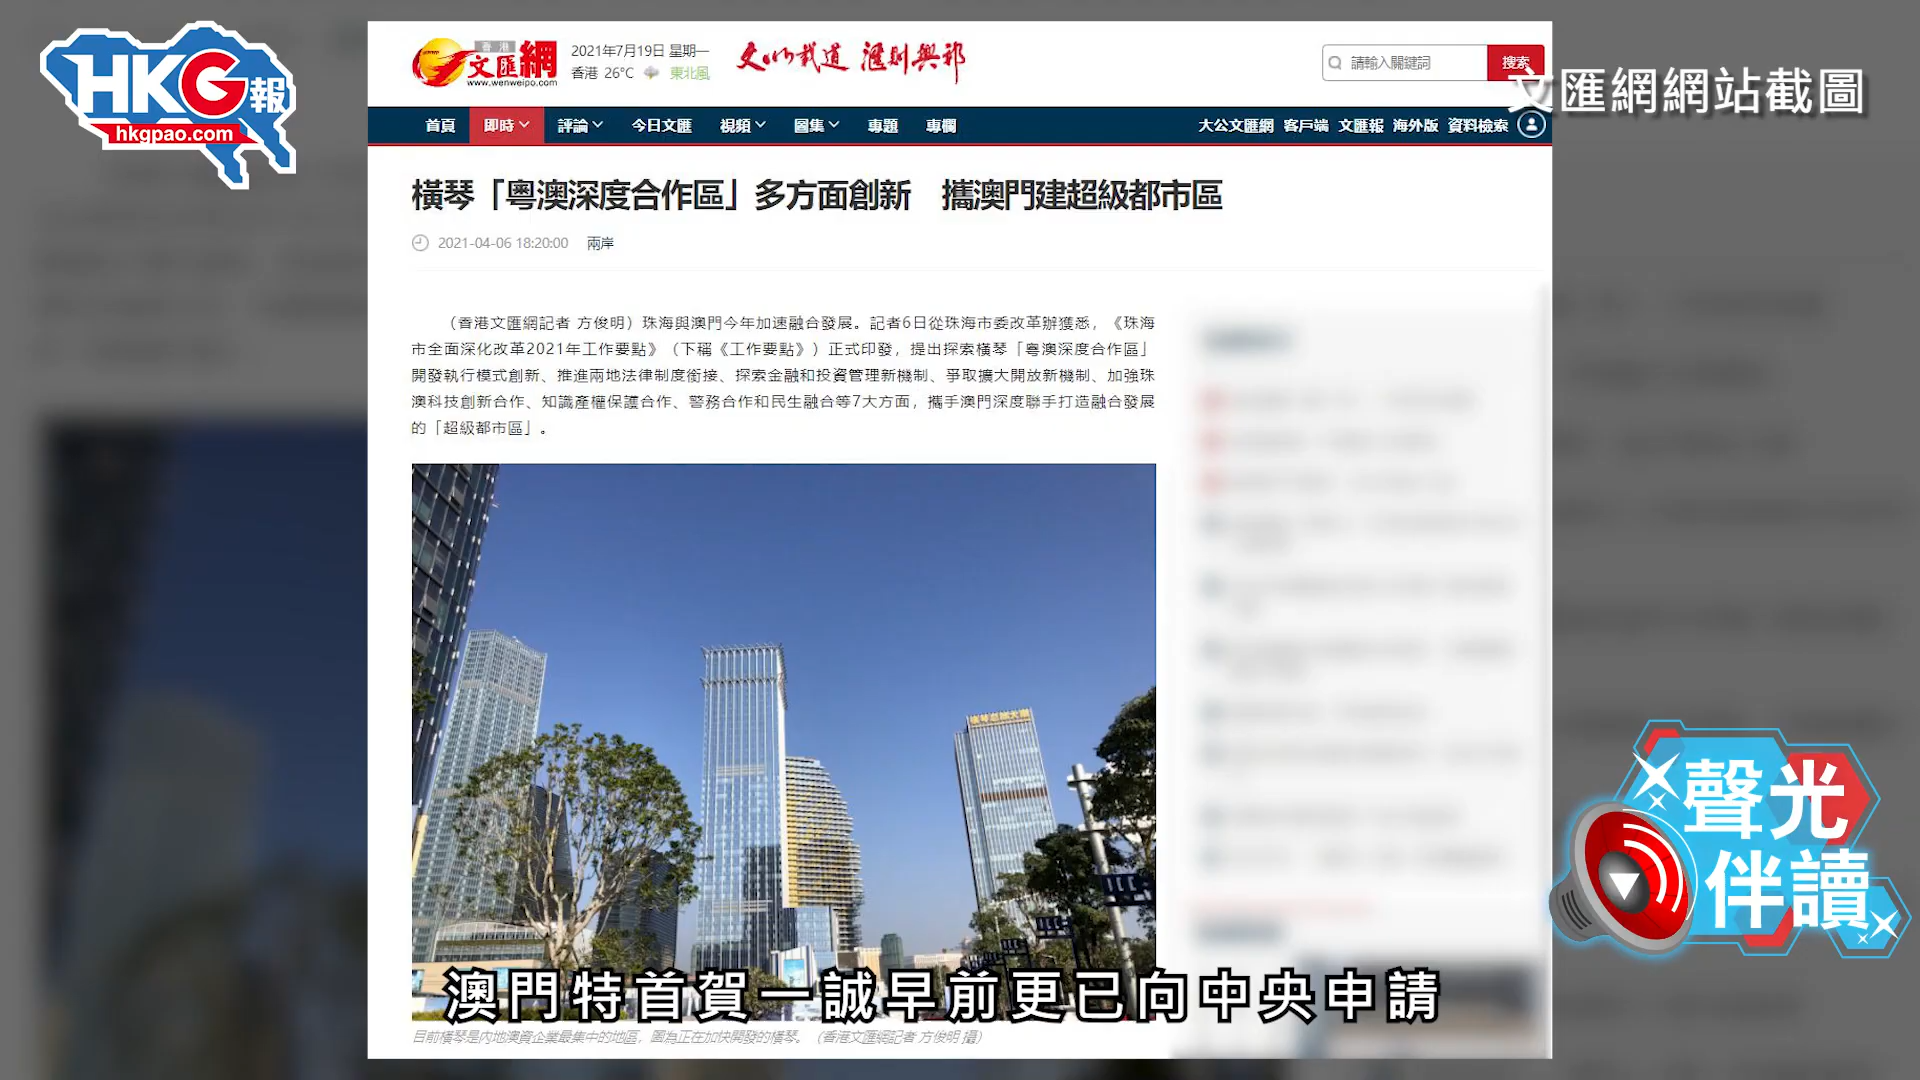 HKG報
hkgpao.com
香港文匯網
www.wenweipo.com
2021年7月19日 星期一
香港 26°C 東北風
文以載道 匯則興邦
請輸入關鍵詞
搜索
文匯網網站截圖
首頁 即時 評論 今日文匯 視頻 圖集 專題 專欄
大公文匯網 客戶端 文匯報 海外版 資料檢索
橫琴「粵澳深度合作區」多方面創新 攜澳門建超級都市區
2021-04-06 18:20:00 兩岸
（香港文匯網記者 方俊明）珠海與澳門今年加速融合發展。記者6日從珠海市委改革辦獲悉，《珠海
市全面深化改革2021年工作要點》（下稱《工作要點》）正式印發，提出探索橫琴「粵澳深度合作區」
開發執行模式創新、推進兩地法律制度銜接、探索金融和投資管理新機制、爭取擴大開放新機制、加強珠
澳科技創新合作、知識產權保護合作、警務合作和民生融合等7大方面，攜手澳門深度聯手打造融合發展
的「超級都市區」。
聲光
伴讀
澳門特首賀一誠早前更已向中央申請
目前橫琴是內地澳資企業最集中的地區，圖為正在加快開發的橫琴。（香港文匯網記者 方俊明 攝）